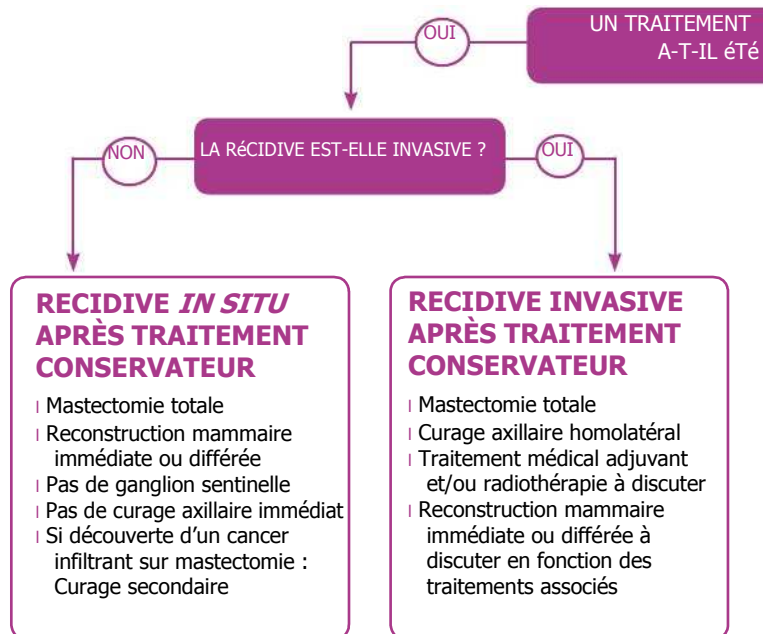 UN TRAITEMENT
A-T-IL éTé
OUI
LA RéCIDIVE EST-ELLE INVASIVE ?
NON
OUI
RECIDIVE IN SITU
APRÈS TRAITEMENT
CONSERVATEUR
l Mastectomie totale
l Reconstruction mammaire
immédiate ou différée
l Pas de ganglion sentinelle
l Pas de curage axillaire immédiat
l Si découverte d'un cancer
infiltrant sur mastectomie :
Curage secondaire
RECIDIVE INVASIVE
APRÈS TRAITEMENT
CONSERVATEUR
l Mastectomie totale
l Curage axillaire homolatéral
l Traitement médical adjuvant
et/ou radiothérapie à discuter
l Reconstruction mammaire
immédiate ou différée à
discuter en fonction des
traitements associés